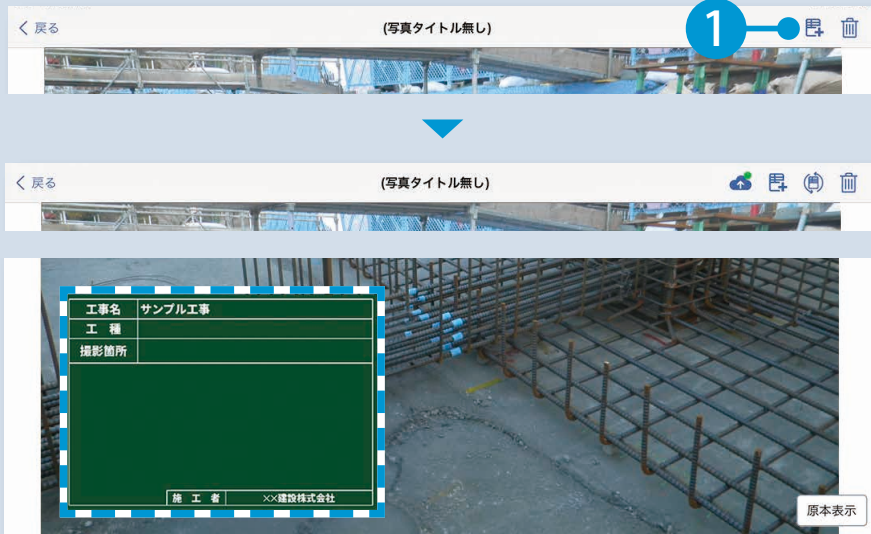 戻る
(写真タイトル無し)
1
戻る
(写真タイトル無し)
工事名 サンプル工事
工 種
撮影箇所
施 工 者 ××建設株式会社
原本表示